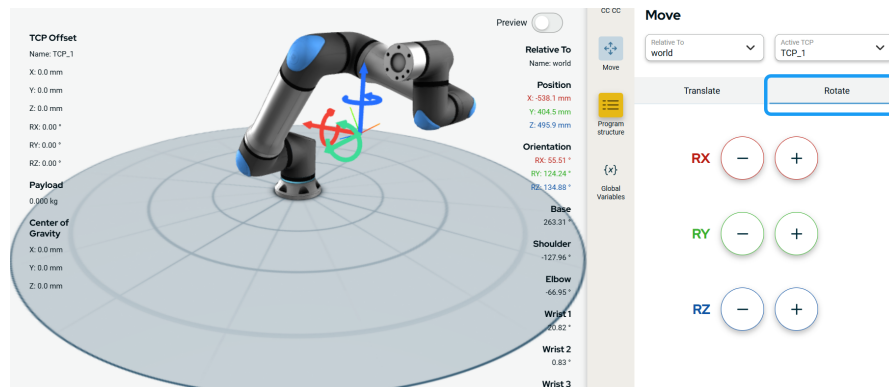 TCP Offset
Name: TCP_1
X: 0.0 mm
Y: 0.0 mm
Z: 0.0 mm
RX: 0.00 °
RY: 0.00 °
RZ: 0.00 °
Payload
0.000 kg
Center of
Gravity
X: 0.0 mm
Y: 0.0 mm
Z: 0.0 mm
Preview
Relative To
Name: world
Position
X: -538.1 mm
Y: 404.5 mm
Z: 495.9 mm
Orientation
RX: 55.51 °
RY: 124.24 °
RZ: 134.88 °
Base
263.31 °
Shoulder
-127.96 °
Elbow
-66.95 °
Wrist 1
20.82 °
Wrist 2
0.83 °
Wrist 3
CC CC
Move
Program
structure
{x}
Global
Variables
Move
Relative To
world
Active TCP
TCP_1
Translate
Rotate
RX − +
RY − +
RZ − +